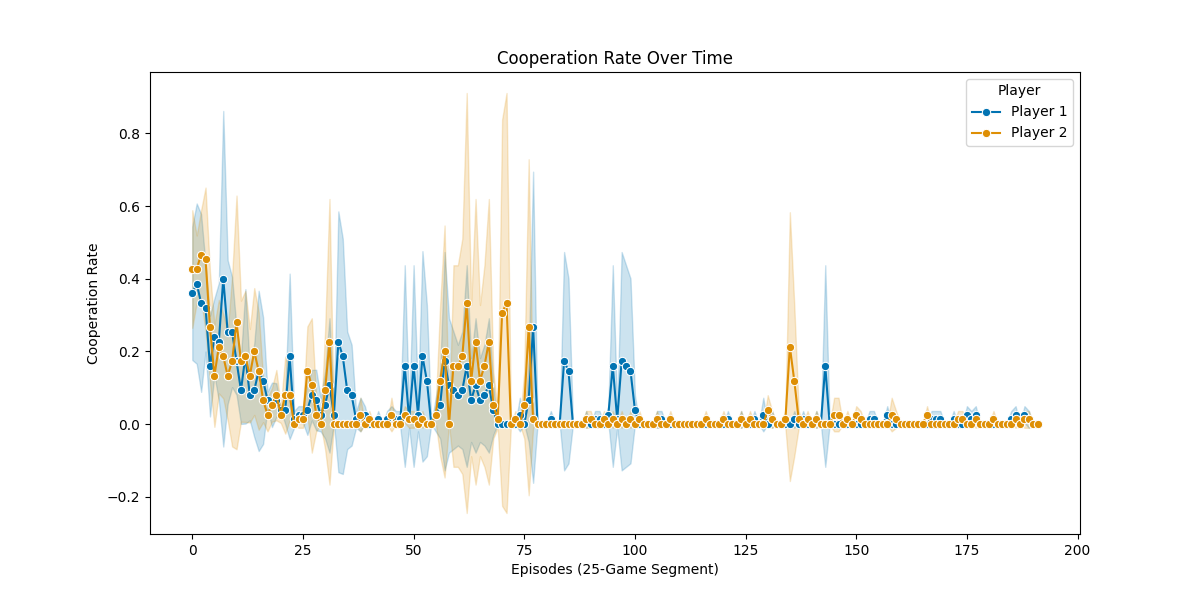 Cooperation Rate Over Time
Player
Player 1
Player 2
Cooperation Rate
0.8
0.6
0.4
0.2
0.0
−0.2
0 25 50 75 100 125 150 175 200
Episodes (25-Game Segment)